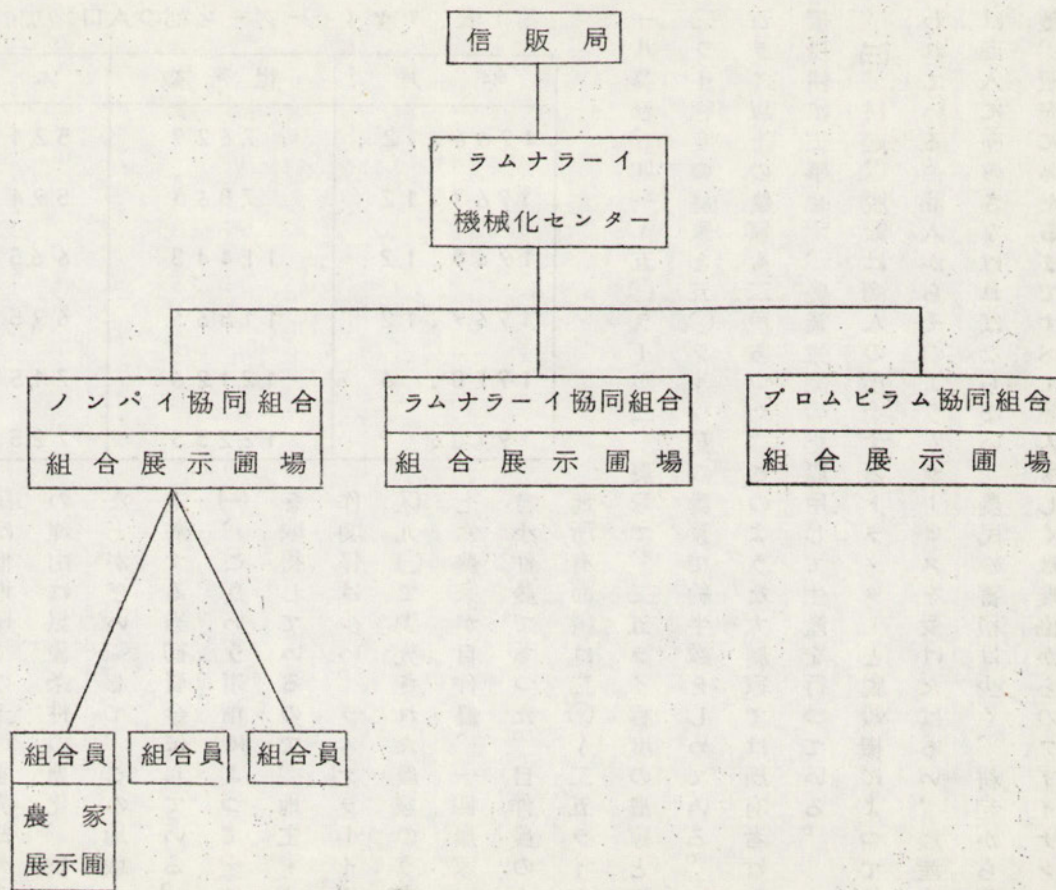 信販局
ラムナラーイ
機械化センター
ノンパイ協同組合
組合展示圃場
ラムナラーイ協同組合
組合展示圃場
プロムピラム協同組合
組合展示圃場
組合員
組合員
組合員
農家
展示圃